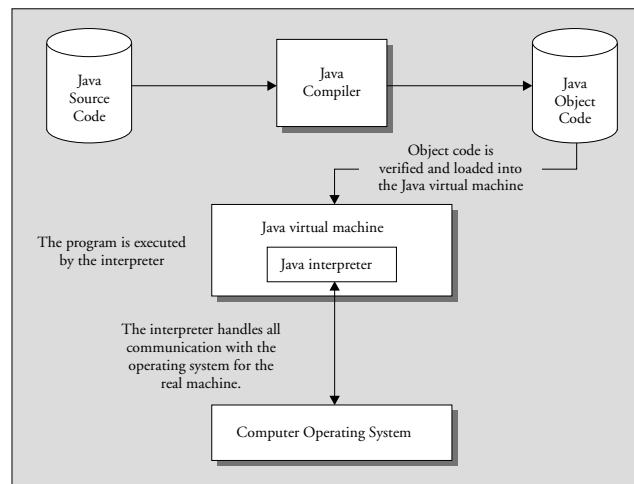 Java
Source
Code
Java
Compiler
Java
Object
Code
Object code is
verified and loaded into
the Java virtual machine
Java virtual machine
The program is executed
by the interpreter
Java interpreter
The interpreter handles all
communication with the
operating system for the
real machine.
Computer Operating System